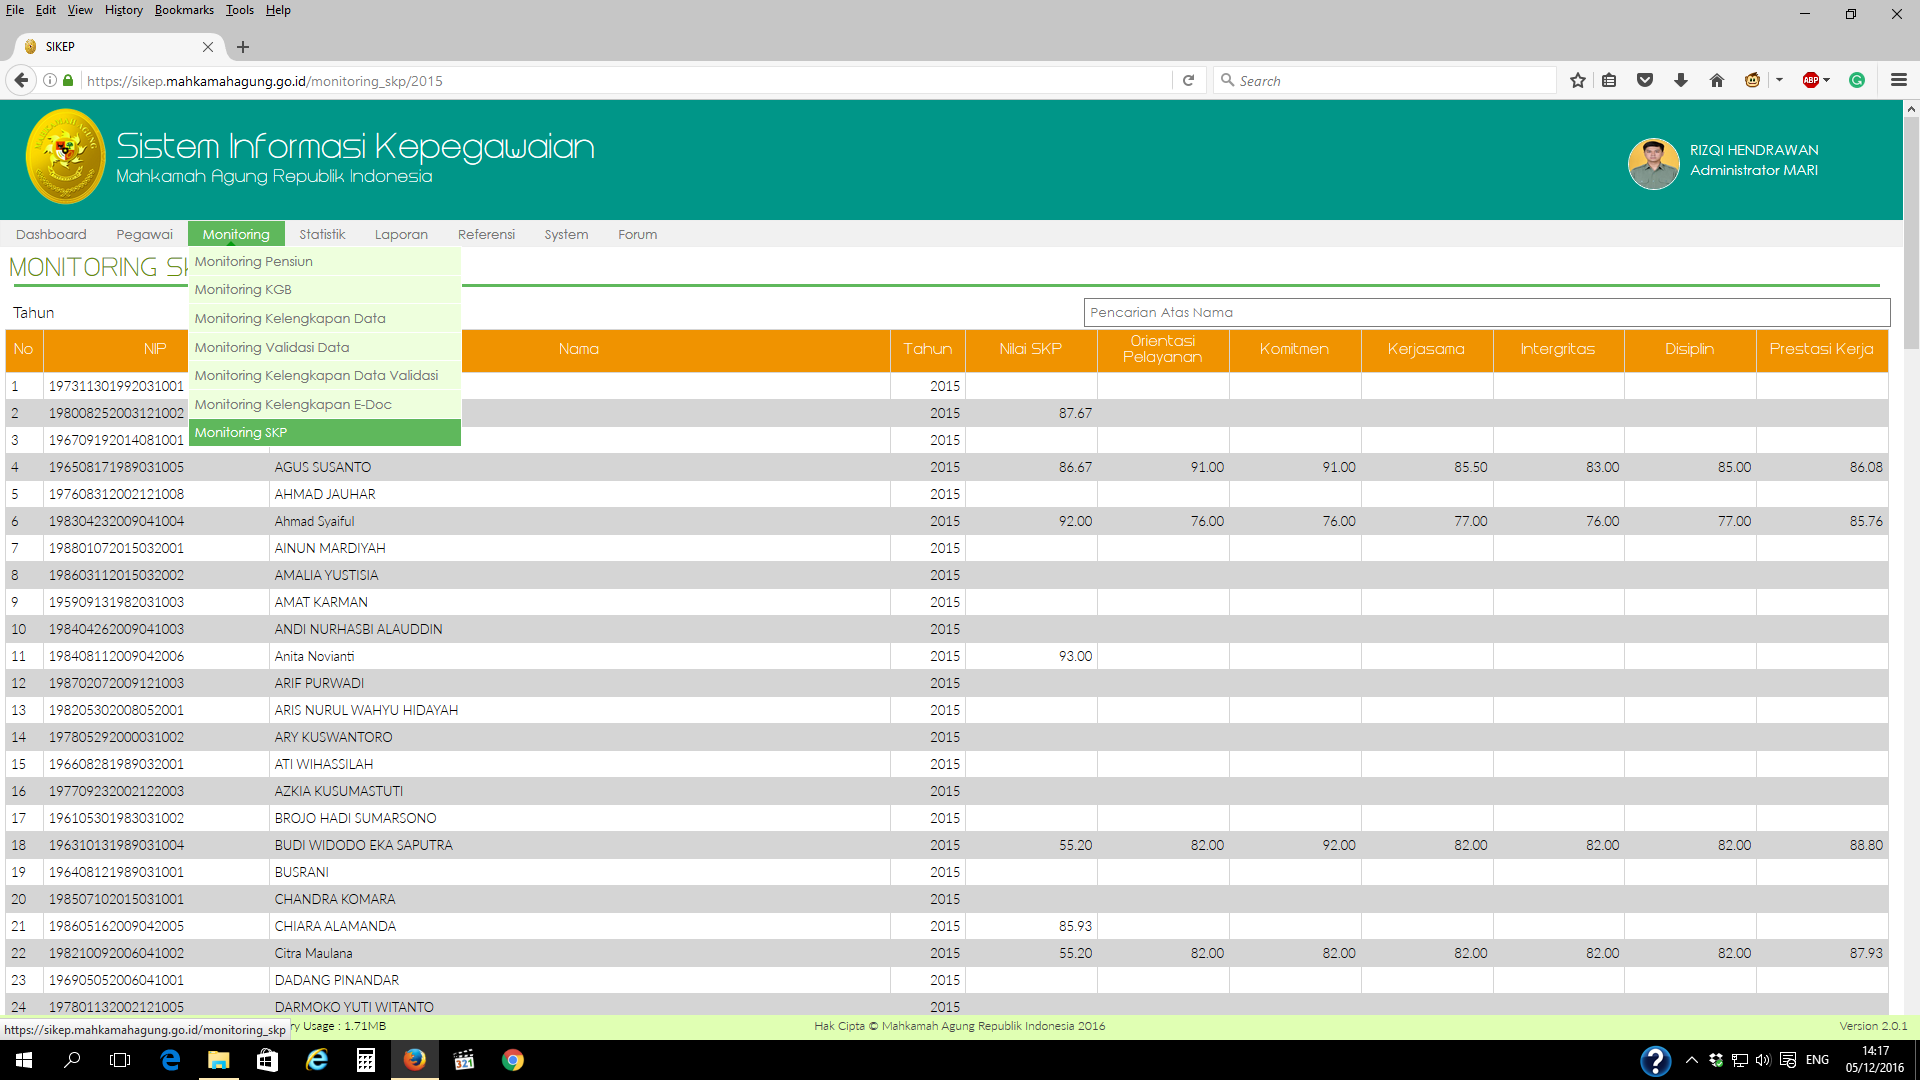 File Edit View History Bookmarks Tools Help
SIKEP
https://sikep.mahkamahagung.go.id/monitoring_skp/2015
Search
ABP
Sistem Informasi Kepegawaian
Mahkamah Agung Republik Indonesia
RIZQI HENDRAWAN
Administrator MARI
Dashboard Pegawai Monitoring Statistik Laporan Referensi System Forum
MONITORING SK
Monitoring Pensiun
Monitoring KGB
Monitoring Kelengkapan Data
Monitoring Validasi Data
Monitoring Kelengkapan Data Validasi
Monitoring Kelengkapan E-Doc
Monitoring SKP
Tahun
Pencarian Atas Nama
No NIP Nama Tahun Nilai SKP Orientasi Pelayanan Komitmen Kerjasama Intergritas Disiplin Prestasi Kerja
1 197311301992031001 2015
2 198008252003121002 2015 87.67
3 196709192014081001 2015
4 196508171989031005 AGUS SUSANTO 2015 86.67 91.00 91.00 85.50 83.00 85.00 86.08
5 197608312002121008 AHMAD JAUHAR 2015
6 198304232009041004 Ahmad Syaiful 2015 92.00 76.00 76.00 77.00 76.00 77.00 85.76
7 198801072015032001 AINUN MARDIYAH 2015
8 198603112015032002 AMALIA YUSTISIA 2015
9 195909131982031003 AMAT KARMAN 2015
10 198404262009041003 ANDI NURHASBI ALAUDDIN 2015
11 198408112009042006 Anita Novianti 2015 93.00
12 198702072009121003 ARIF PURWADI 2015
13 198205302008052001 ARIS NURUL WAHYU HIDAYAH 2015
14 197805292000031002 ARY KUSWANTORO 2015
15 196608281989032001 ATI WIHASSILAH 2015
16 197709232002122003 AZKIA KUSUMASTUTI 2015
17 196105301983031002 BROJO HADI SUMARSONO 2015
18 196310131989031004 BUDI WIDODO EKA SAPUTRA 2015 55.20 82.00 92.00 82.00 82.00 82.00 88.80
19 196408121989031001 BUSRANI 2015
20 198507102015031001 CHANDRA KOMARA 2015
21 198605162009042005 CHIARA ALAMANDA 2015 85.93
22 198210092006041002 Citra Maulana 2015 55.20 82.00 82.00 82.00 82.00 82.00 87.93
23 196905052006041001 DADANG PINANDAR 2015
24 197801132002121005 DARMOKO YUTI WITANTO 2015
https://sikep.mahkamahagung.go.id/monitoring_skp ry Usage : 1.71MB
Hak Cipta © Mahkamah Agung Republik Indonesia 2016
Version 2.0.1
321
ENG
14:17
05/12/2016